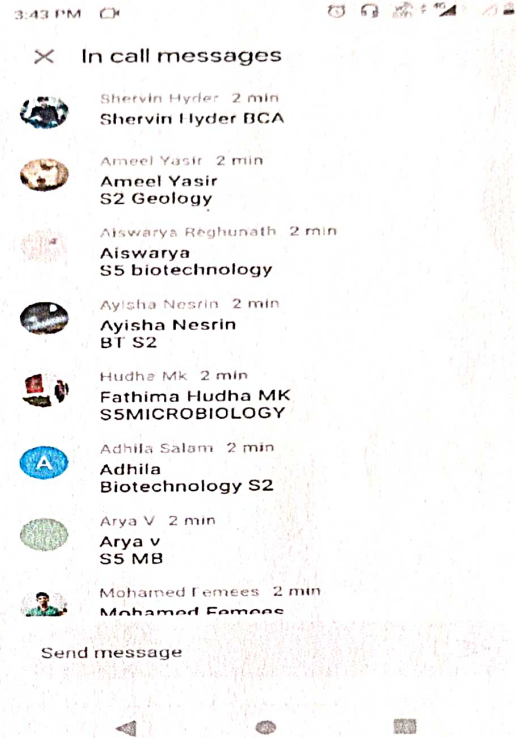 3:43 PM
In call messages
Shervin Hyder 2 min
Shervin Hyder BCA
Ameel Yasir 2 min
Ameel Yasir
S2 Geology
Aiswarya Reghunath 2 min
Aiswarya
S5 biotechnology
Ayisha Nesrin 2 min
Ayisha Nesrin
BT S2
Hudha Mk 2 min
Fathima Hudha MK
S5MICROBIOLOGY
A
Adhila Salam 2 min
Adhila
Biotechnology S2
Arya V 2 min
Arya v
S5 MB
Mohamed Femees 2 min
Mohamed Femees
Send message